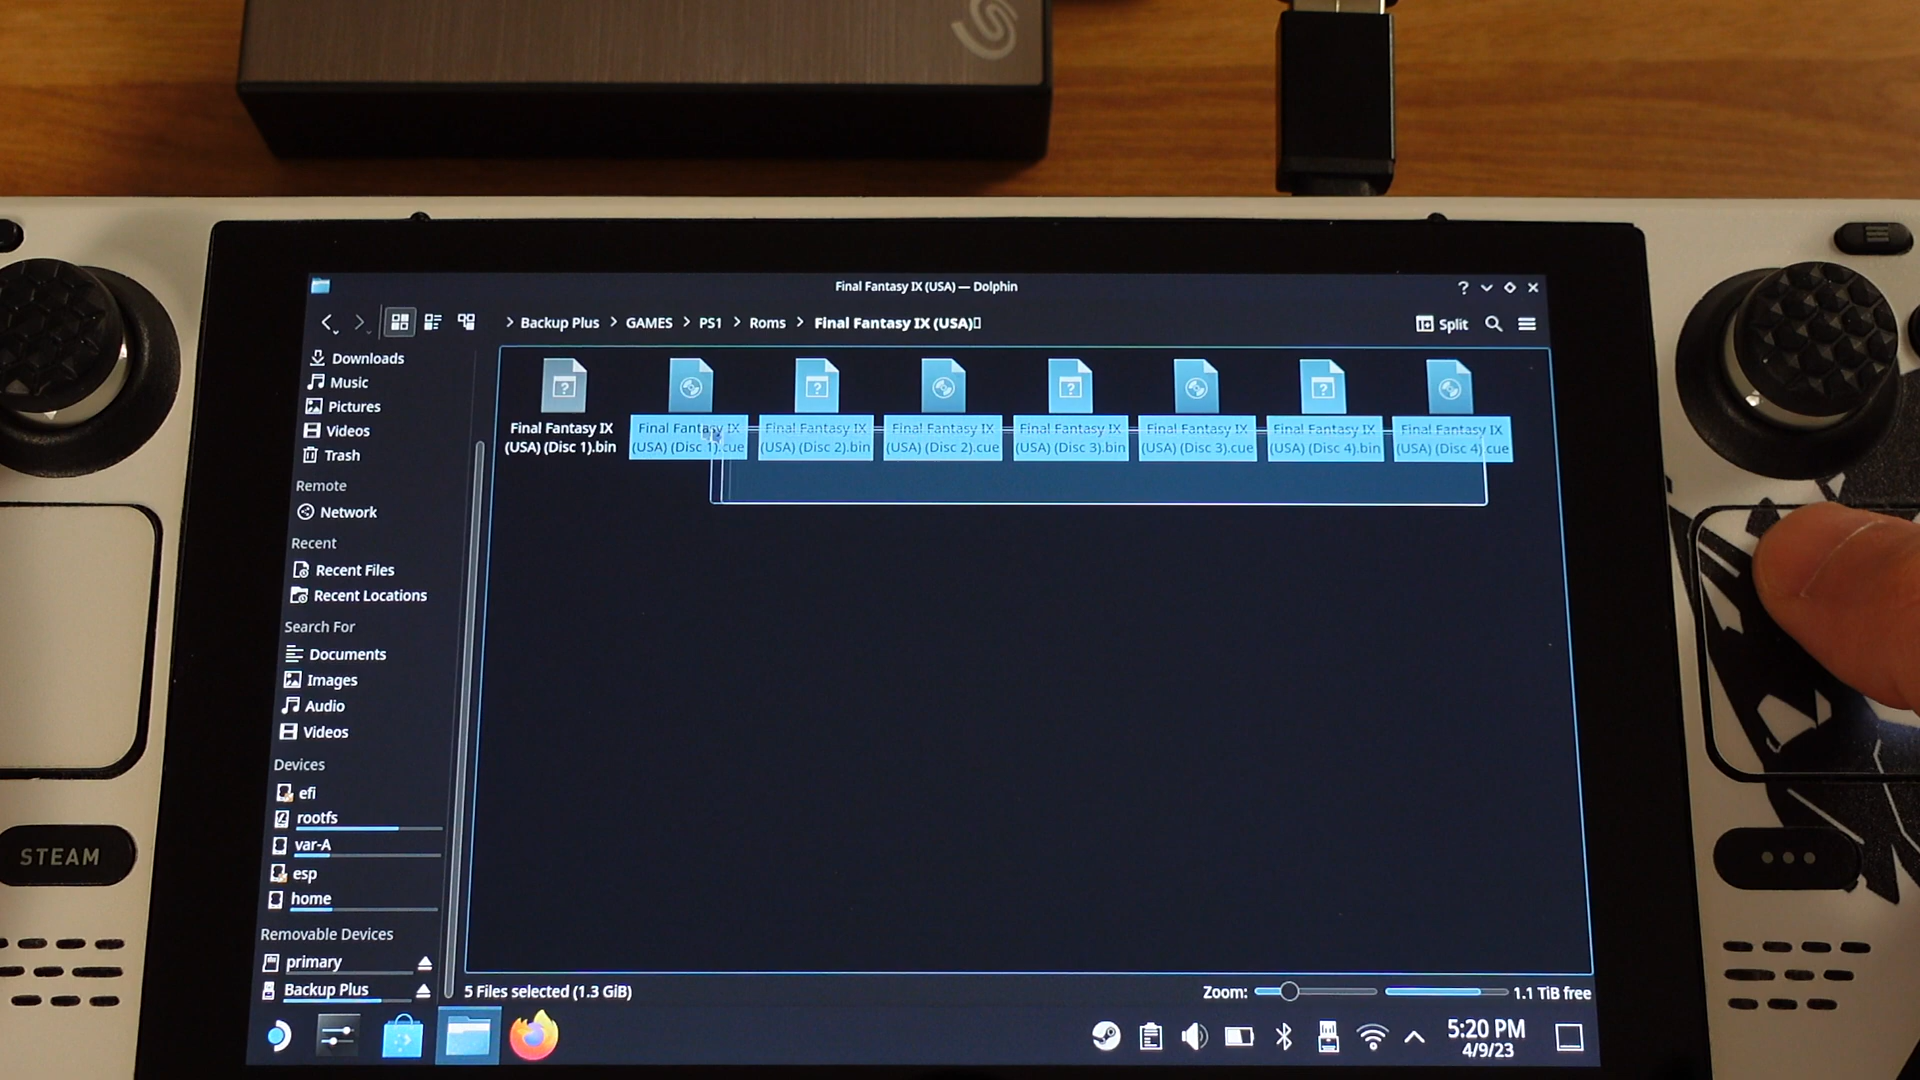 Final Fantasy IX (USA) — Dolphin
?
Backup Plus > GAMES > PS1 > Roms > Final Fantasy IX (USA)
Split
Downloads
Music
Pictures
Videos
Trash
Remote
Network
Recent
Recent Files
Recent Locations
Search For
Documents
Images
Audio
Videos
Devices
efi
rootfs
var-A
esp
home
Removable Devices
primary
Backup Plus
Final Fantasy IX
(USA) (Disc 1).bin
Final Fantasy IX
(USA) (Disc 1).cue
Final Fantasy IX
(USA) (Disc 2).bin
Final Fantasy IX
(USA) (Disc 2).cue
Final Fantasy IX
(USA) (Disc 3).bin
Final Fantasy IX
(USA) (Disc 3).cue
Final Fantasy IX
(USA) (Disc 4).bin
Final Fantasy IX
(USA) (Disc 4).cue
5 Files selected (1.3 GiB)
Zoom:
1.1 TiB free
5:20 PM
4/9/23
STEAM